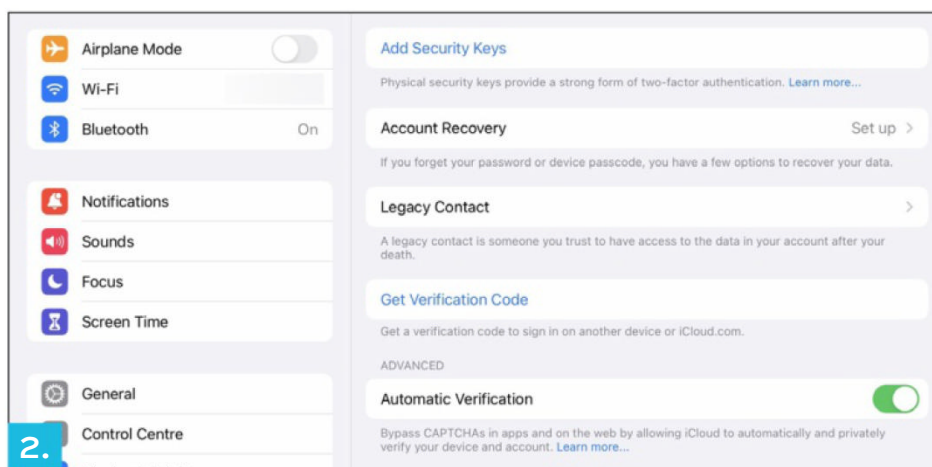 Airplane Mode
Wi-Fi
Bluetooth On
Notifications
Sounds
Focus
Screen Time
General
Control Centre
2.
Add Security Keys
Physical security keys provide a strong form of two-factor authentication. Learn more...
Account Recovery Set up >
If you forget your password or device passcode, you have a few options to recover your data.
Legacy Contact >
A legacy contact is someone you trust to have access to the data in your account after your
death.
Get Verification Code
Get a verification code to sign in on another device or iCloud.com.
ADVANCED
Automatic Verification
Bypass CAPTCHAs in apps and on the web by allowing iCloud to automatically and privately
verify your device and account. Learn more...